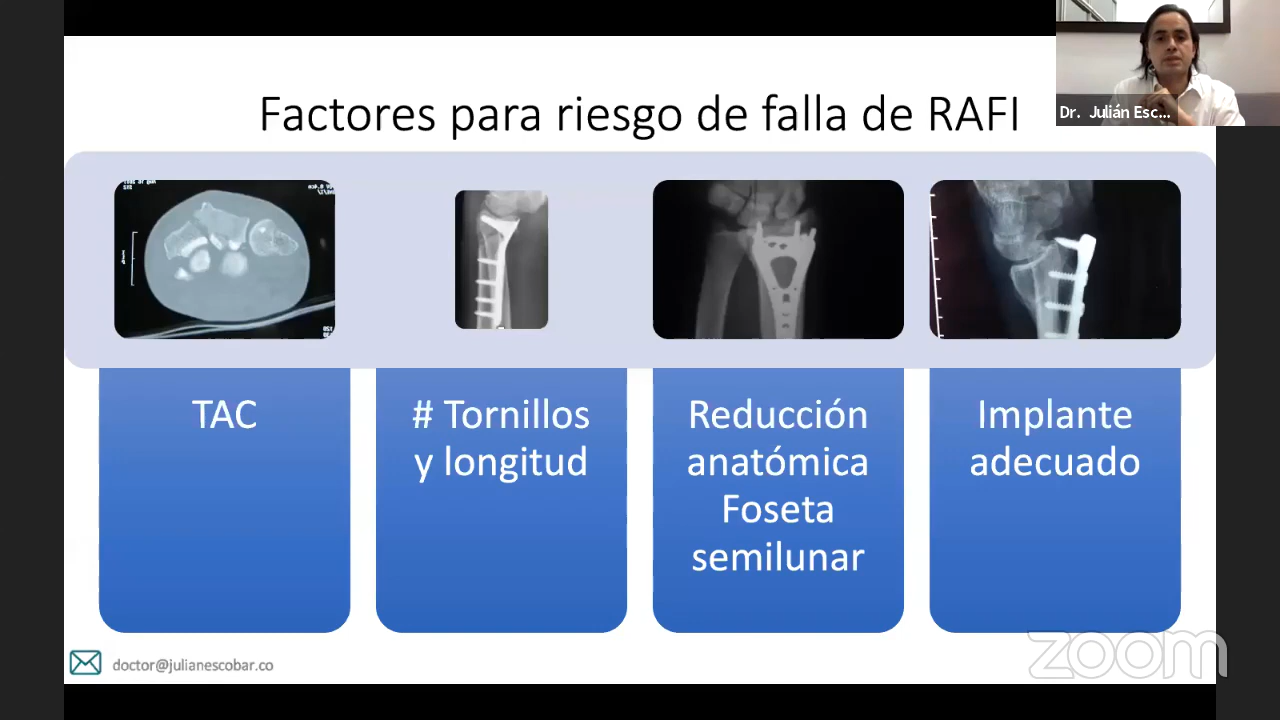 Factores para riesgo de falla de RAFI
Dr. Julián Esc...
TAC
# Tornillos
y longitud
Reducción
anatómica
Foseta
semilunar
Implante
adecuado
doctor@julianescobar.co
zoom